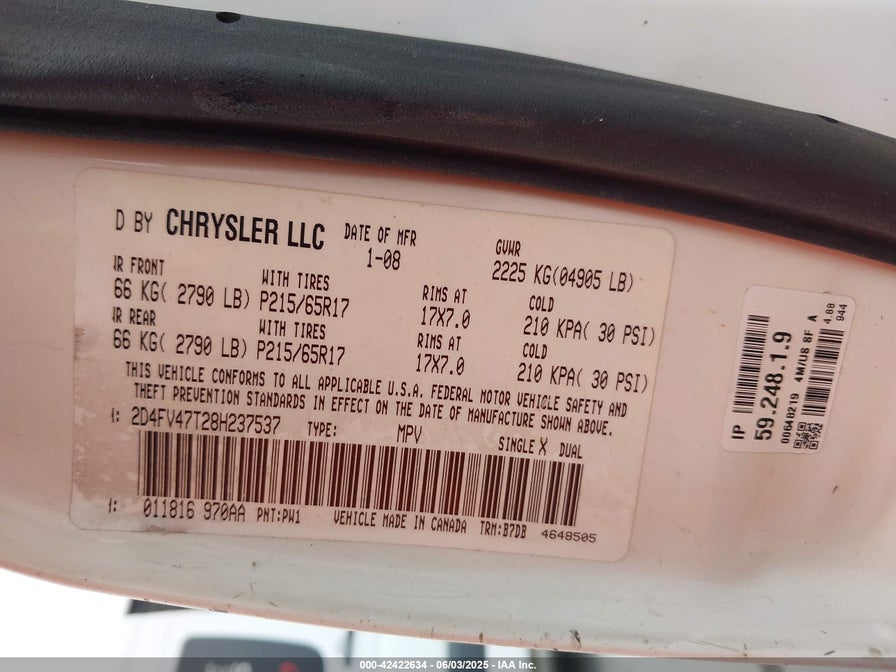 D BY CHRYSLER LLC DATE OF MFR GVWR
1-08 2225 KG(04905 LB)
R FRONT WITH TIRES RIMS AT COLD
66 KG( 2790 LB) P215/65R17 17X7.0 210 KPA( 30 PSI)
R REAR WITH TIRES RIMS AT COLD
66 KG( 2790 LB) P215/65R17 17X7.0 210 KPA( 30 PSI)
THIS VEHICLE CONFORMS TO ALL APPLICABLE U.S.A. FEDERAL MOTOR VEHICLE SAFETY AND
THEFT PREVENTION STANDARDS IN EFFECT ON THE DATE OF MANUFACTURE SHOWN ABOVE.
: 2D4FV47T28H237537 TYPE: MPV SINGLE X DUAL
: 011816 970AA PNT:PW1 VEHICLE MADE IN CANADA TRM:B7DB 4648505
IP 59.248.1.9
00648219 4M/US 8F A
4.88
944
000-42422634 - 06/03/2025 - IAA Inc.